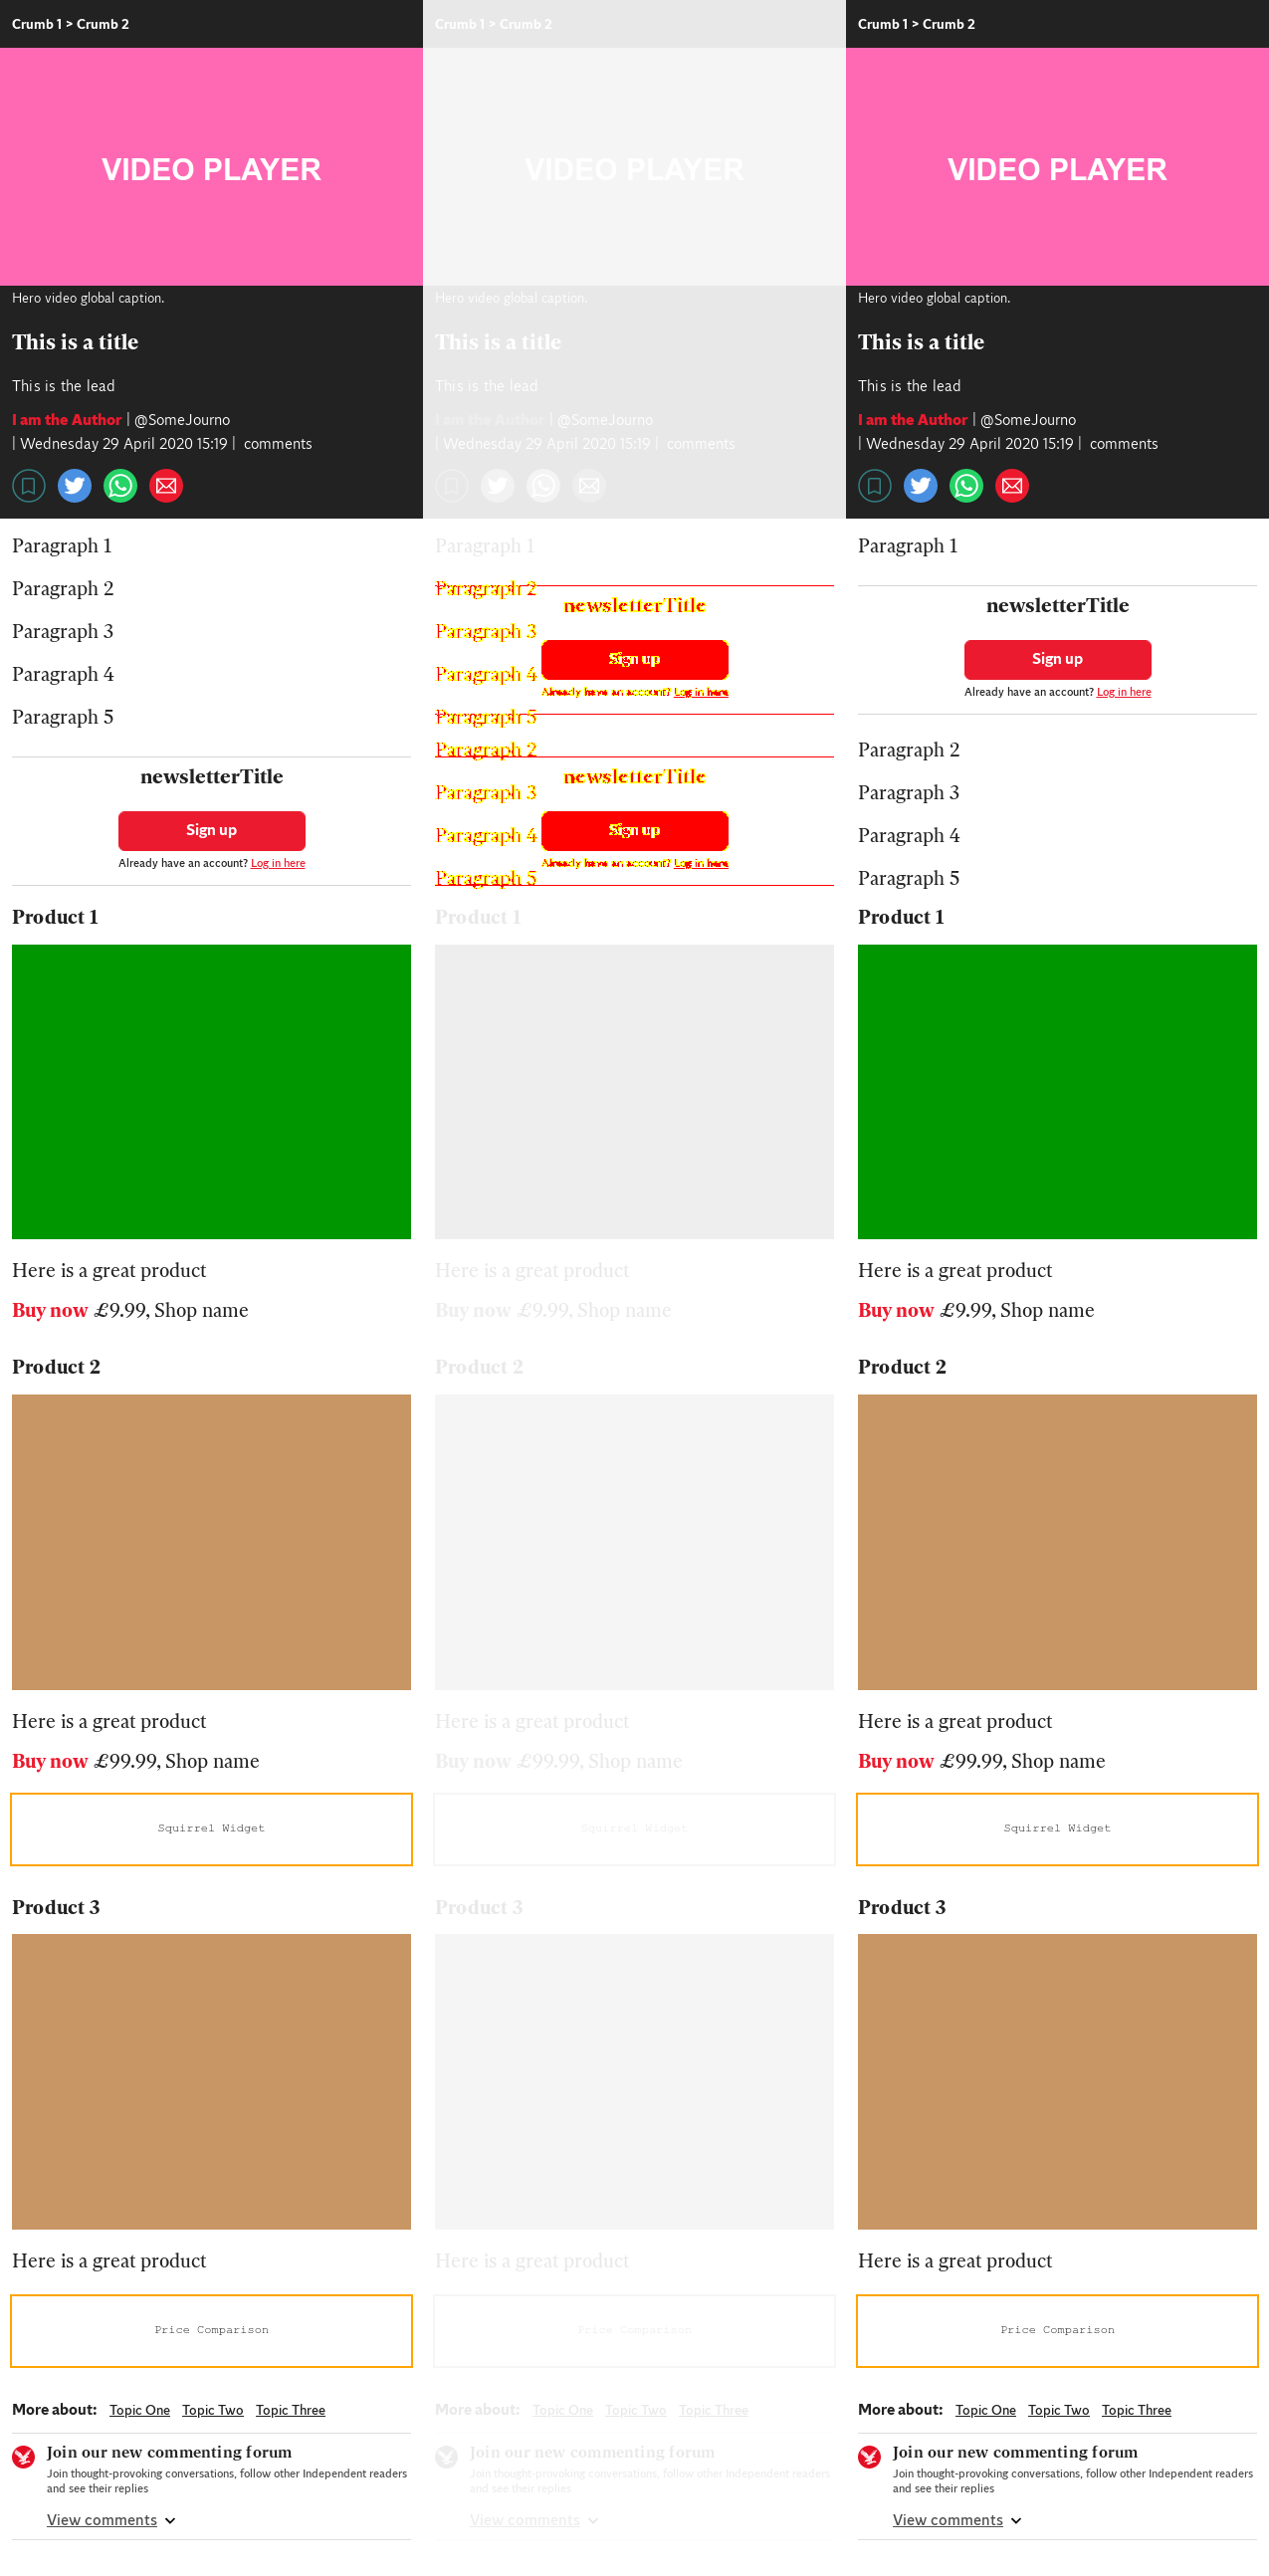 Crumb 1 > Crumb 2
VIDEO PLAYER
Hero video global caption.
This is a title
This is the lead
I am the Author | @SomeJourno
| Wednesday 29 April 2020 15:19 | comments
Paragraph 1
Paragraph 2
Paragraph 3
Paragraph 4
Paragraph 5
newsletterTitle
Sign up
Already have an account? Log in here
Product 1
Here is a great product
Buy now £9.99, Shop name
Product 2
Here is a great product
Buy now £99.99, Shop name
Squirrel Widget
Product 3
Here is a great product
Price Comparison
More about: Topic One Topic Two Topic Three
Join our new commenting forum
Join thought-provoking conversations, follow other Independent readers
and see their replies
View comments
Crumb 1 > Crumb 2
VIDEO PLAYER
Hero video global caption.
This is a title
This is the lead
I am the Author | @SomeJourno
| Wednesday 29 April 2020 15:19 | comments
Paragraph 1
Paragraph 2
newsletterTitle
Paragraph 3
Sign up
Paragraph 4
Already have an account? Log in here
Paragraph 5
Paragraph 2
newsletterTitle
Paragraph 3
Sign up
Paragraph 4
Already have an account? Log in here
Paragraph 5
Product 1
Here is a great product
Buy now £9.99, Shop name
Product 2
Here is a great product
Buy now £99.99, Shop name
Squirrel Widget
Product 3
Here is a great product
Price Comparison
More about: Topic One Topic Two Topic Three
Join our new commenting forum
Join thought-provoking conversations, follow other Independent readers
and see their replies
View comments
Crumb 1 > Crumb 2
VIDEO PLAYER
Hero video global caption.
This is a title
This is the lead
I am the Author | @SomeJourno
| Wednesday 29 April 2020 15:19 | comments
Paragraph 1
newsletterTitle
Sign up
Already have an account? Log in here
Paragraph 2
Paragraph 3
Paragraph 4
Paragraph 5
Product 1
Here is a great product
Buy now £9.99, Shop name
Product 2
Here is a great product
Buy now £99.99, Shop name
Squirrel Widget
Product 3
Here is a great product
Price Comparison
More about: Topic One Topic Two Topic Three
Join our new commenting forum
Join thought-provoking conversations, follow other Independent readers
and see their replies
View comments